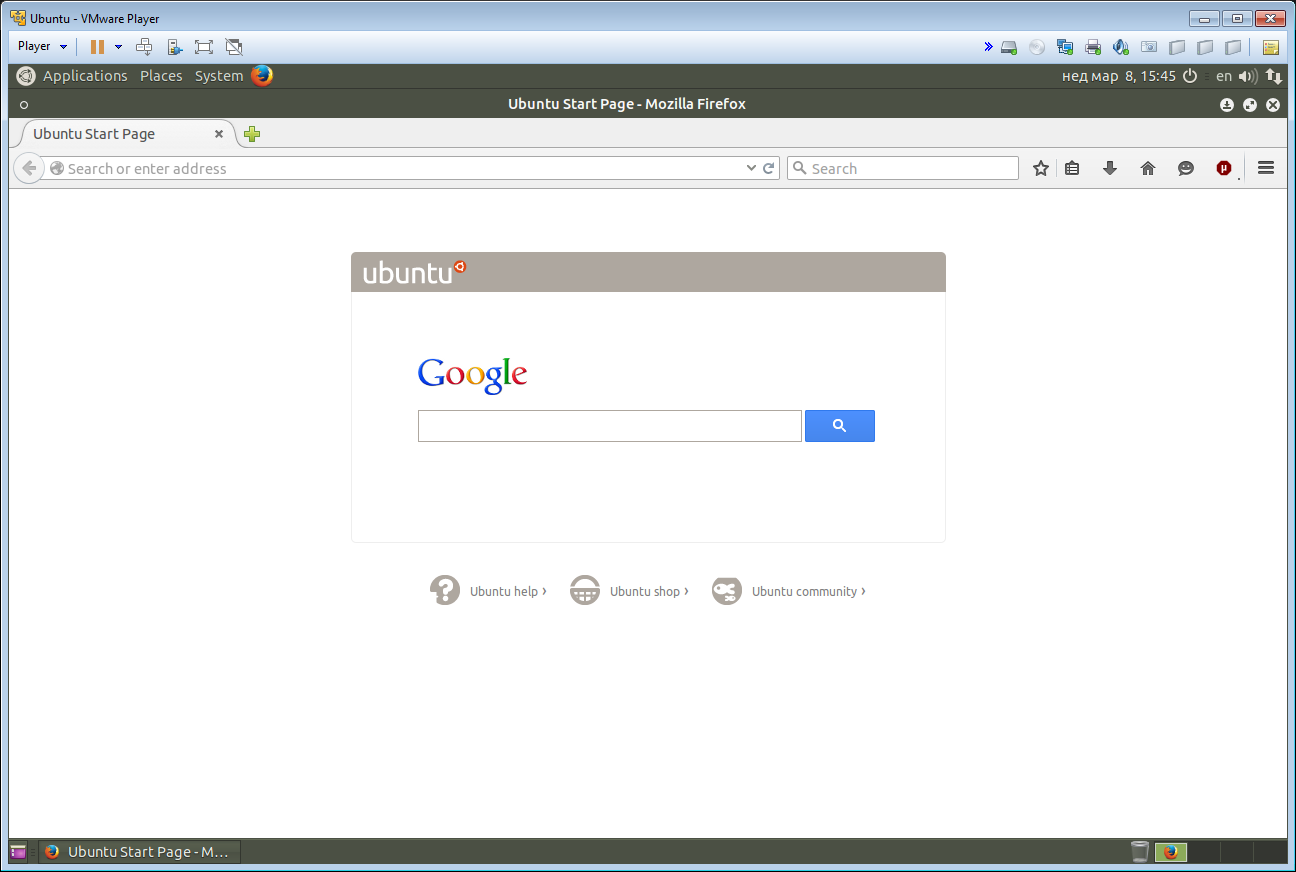 Ubuntu - VMware Player
Player
Applications Places System нед мар 8, 15:45 en
Ubuntu Start Page - Mozilla Firefox
Ubuntu Start Page
Search or enter address Search
ubuntu
Google
Ubuntu help › Ubuntu shop › Ubuntu community ›
Ubuntu Start Page - M...